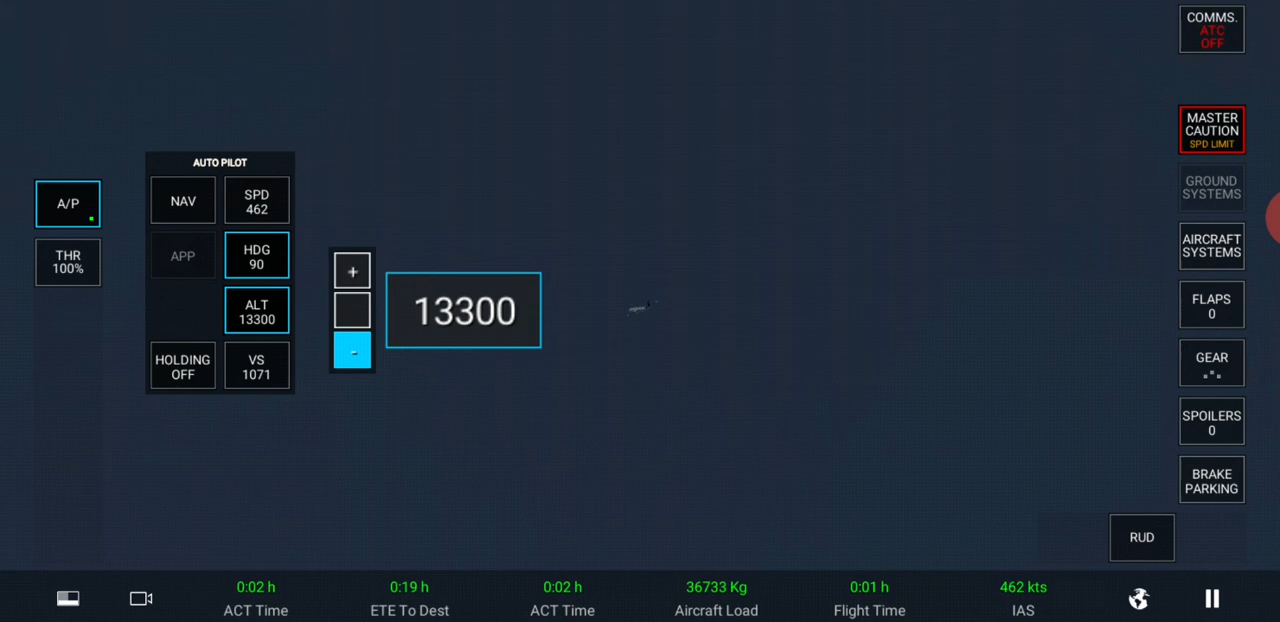 COMMS.
ATC
OFF
MASTER
CAUTION
SPD LIMIT
GROUND
SYSTEMS
AIRCRAFT
SYSTEMS
FLAPS
0
GEAR
SPOILERS
0
BRAKE
PARKING
RUD
A/P
THR
100%
AUTO PILOT
NAV
SPD
462
APP
HDG
90
ALT
13300
HOLDING
OFF
VS
1071
+
-
13300
0:02 h
ACT Time
0:19 h
ETE To Dest
0:02 h
ACT Time
36733 Kg
Aircraft Load
0:01 h
Flight Time
462 kts
IAS